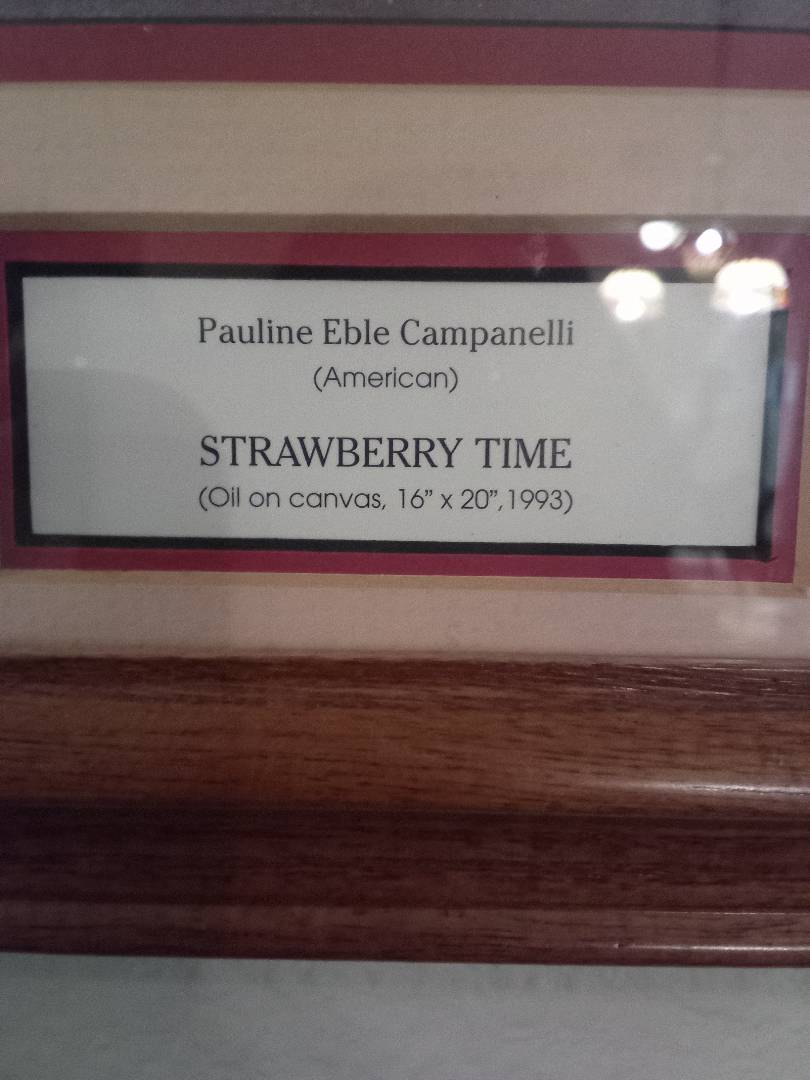 Pauline Eble Campanelli
(American)
STRAWBERRY TIME
(Oil on canvas, 16” x 20”,1993)